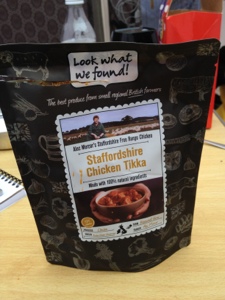 Look what
we found!
The best produce from small regional British farmers
Alec Mercer's Staffordshire Free Range Chicken
Staffordshire
Chicken Tikka
Made with 100% natural ingredients